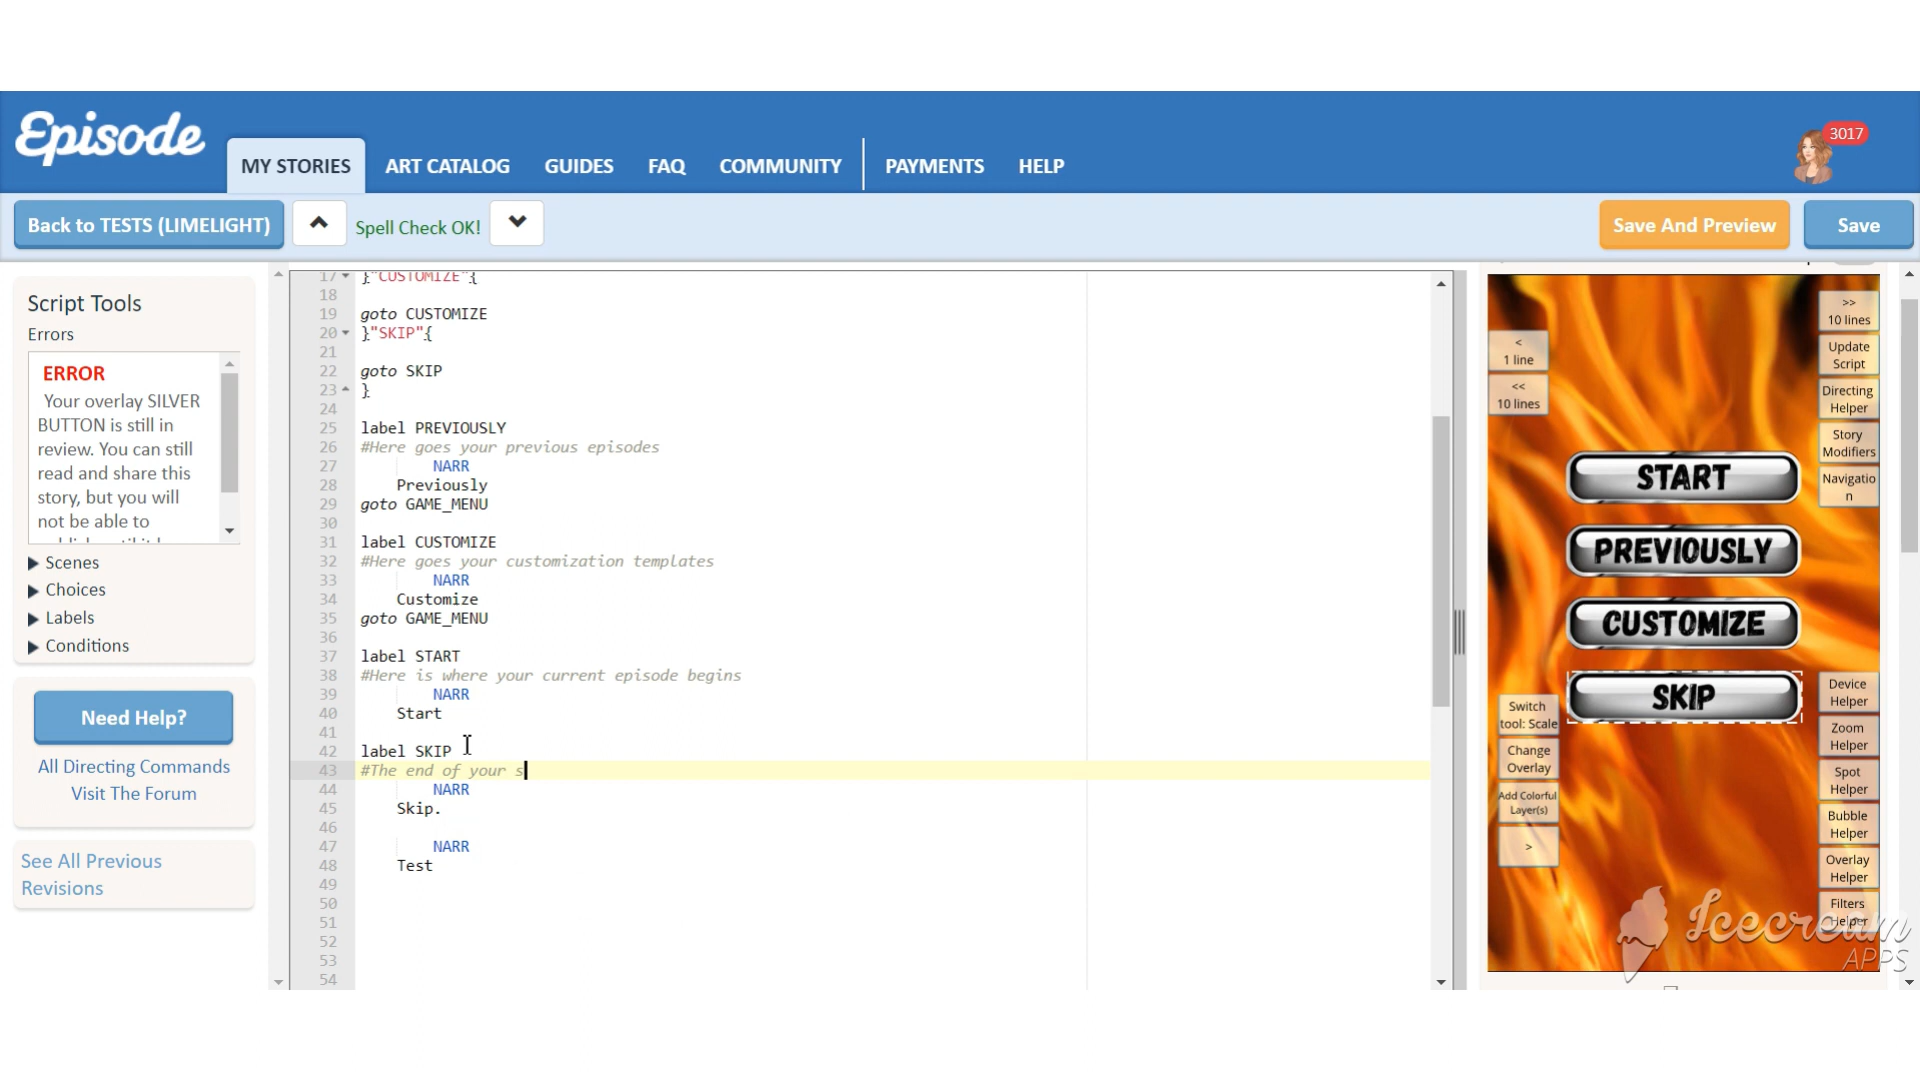 Episode
MY STORIES
ART CATALOG
GUIDES
FAQ
COMMUNITY
PAYMENTS
HELP
3017
Back to TESTS (LIMELIGHT)
Spell Check OK!
Save And Preview
Save
Script Tools
Errors
ERROR
Your overlay SILVER
BUTTON is still in
review. You can still
read and share this
story, but you will
not be able to
Scenes
Choices
Labels
Conditions
Need Help?
All Directing Commands
Visit The Forum
See All Previous
Revisions
17 }"CUSTOMIZE"{
18
19 goto CUSTOMIZE
20 }"SKIP"{
21
22 goto SKIP
23 }
24
25 label PREVIOUSLY
26 #Here goes your previous episodes
27 NARR
28 Previously
29 goto GAME_MENU
30
31 label CUSTOMIZE
32 #Here goes your customization templates
33 NARR
34 Customize
35 goto GAME_MENU
36
37 label START
38 #Here is where your current episode begins
39 NARR
40 Start
41
42 label SKIP
43 #The end of your s
44 NARR
45 Skip.
46
47 NARR
48 Test
49
50
51
52
53
54
<
1 line
<<
10 lines
>>
10 lines
Update
Script
Directing
Helper
Story
Modifiers
Navigatio
n
START
PREVIOUSLY
CUSTOMIZE
SKIP
Switch
tool: Scale
Change
Overlay
Add Colorful
Layer(s)
>
Device
Helper
Zoom
Helper
Spot
Helper
Bubble
Helper
Overlay
Helper
Filters
Helper
Icecream
APPS